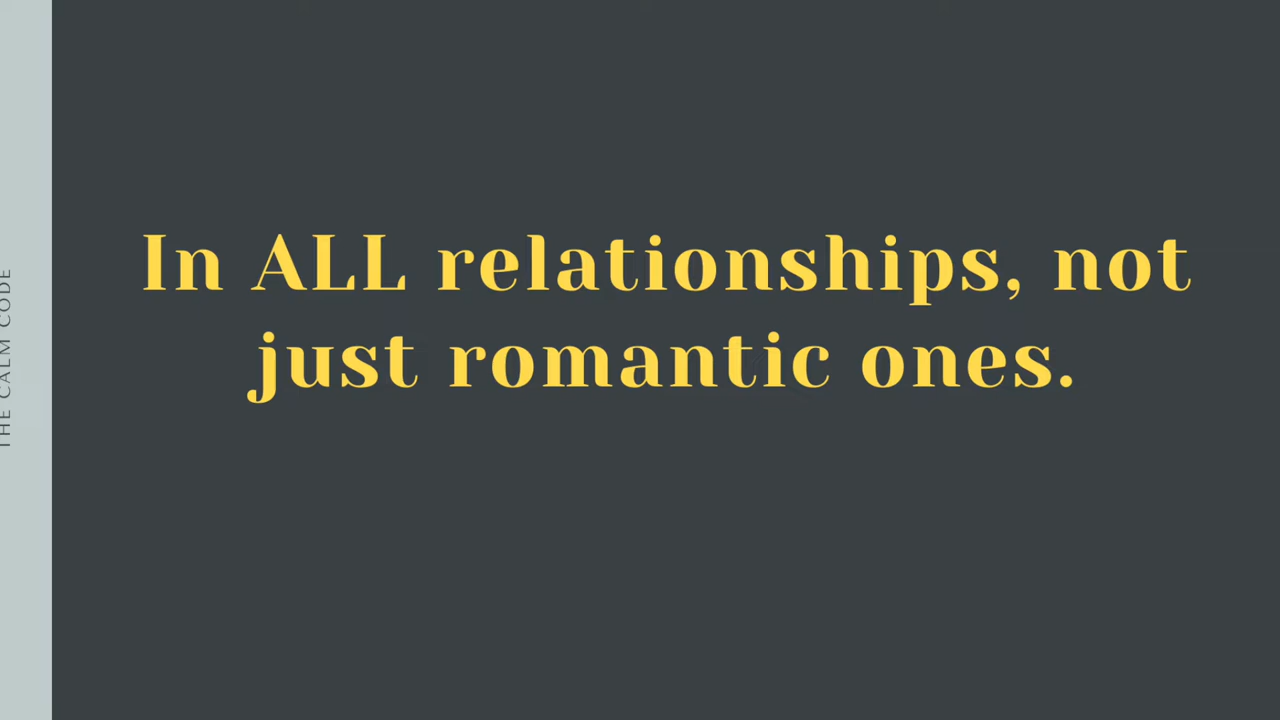 THE CALM CODE
In ALL relationships, not
just romantic ones.